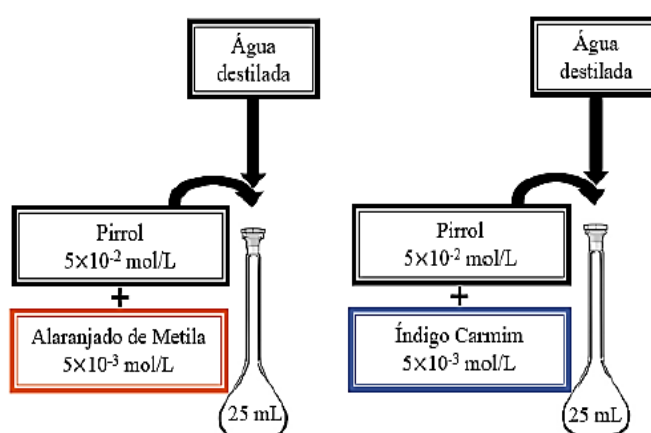 Água
destilada
Pirrol
5×10⁻² mol/L
+
Alaranjado de Metila
5×10⁻³ mol/L
25 mL
Água
destilada
Pirrol
5×10⁻² mol/L
+
Índigo Carmim
5×10⁻³ mol/L
25 mL